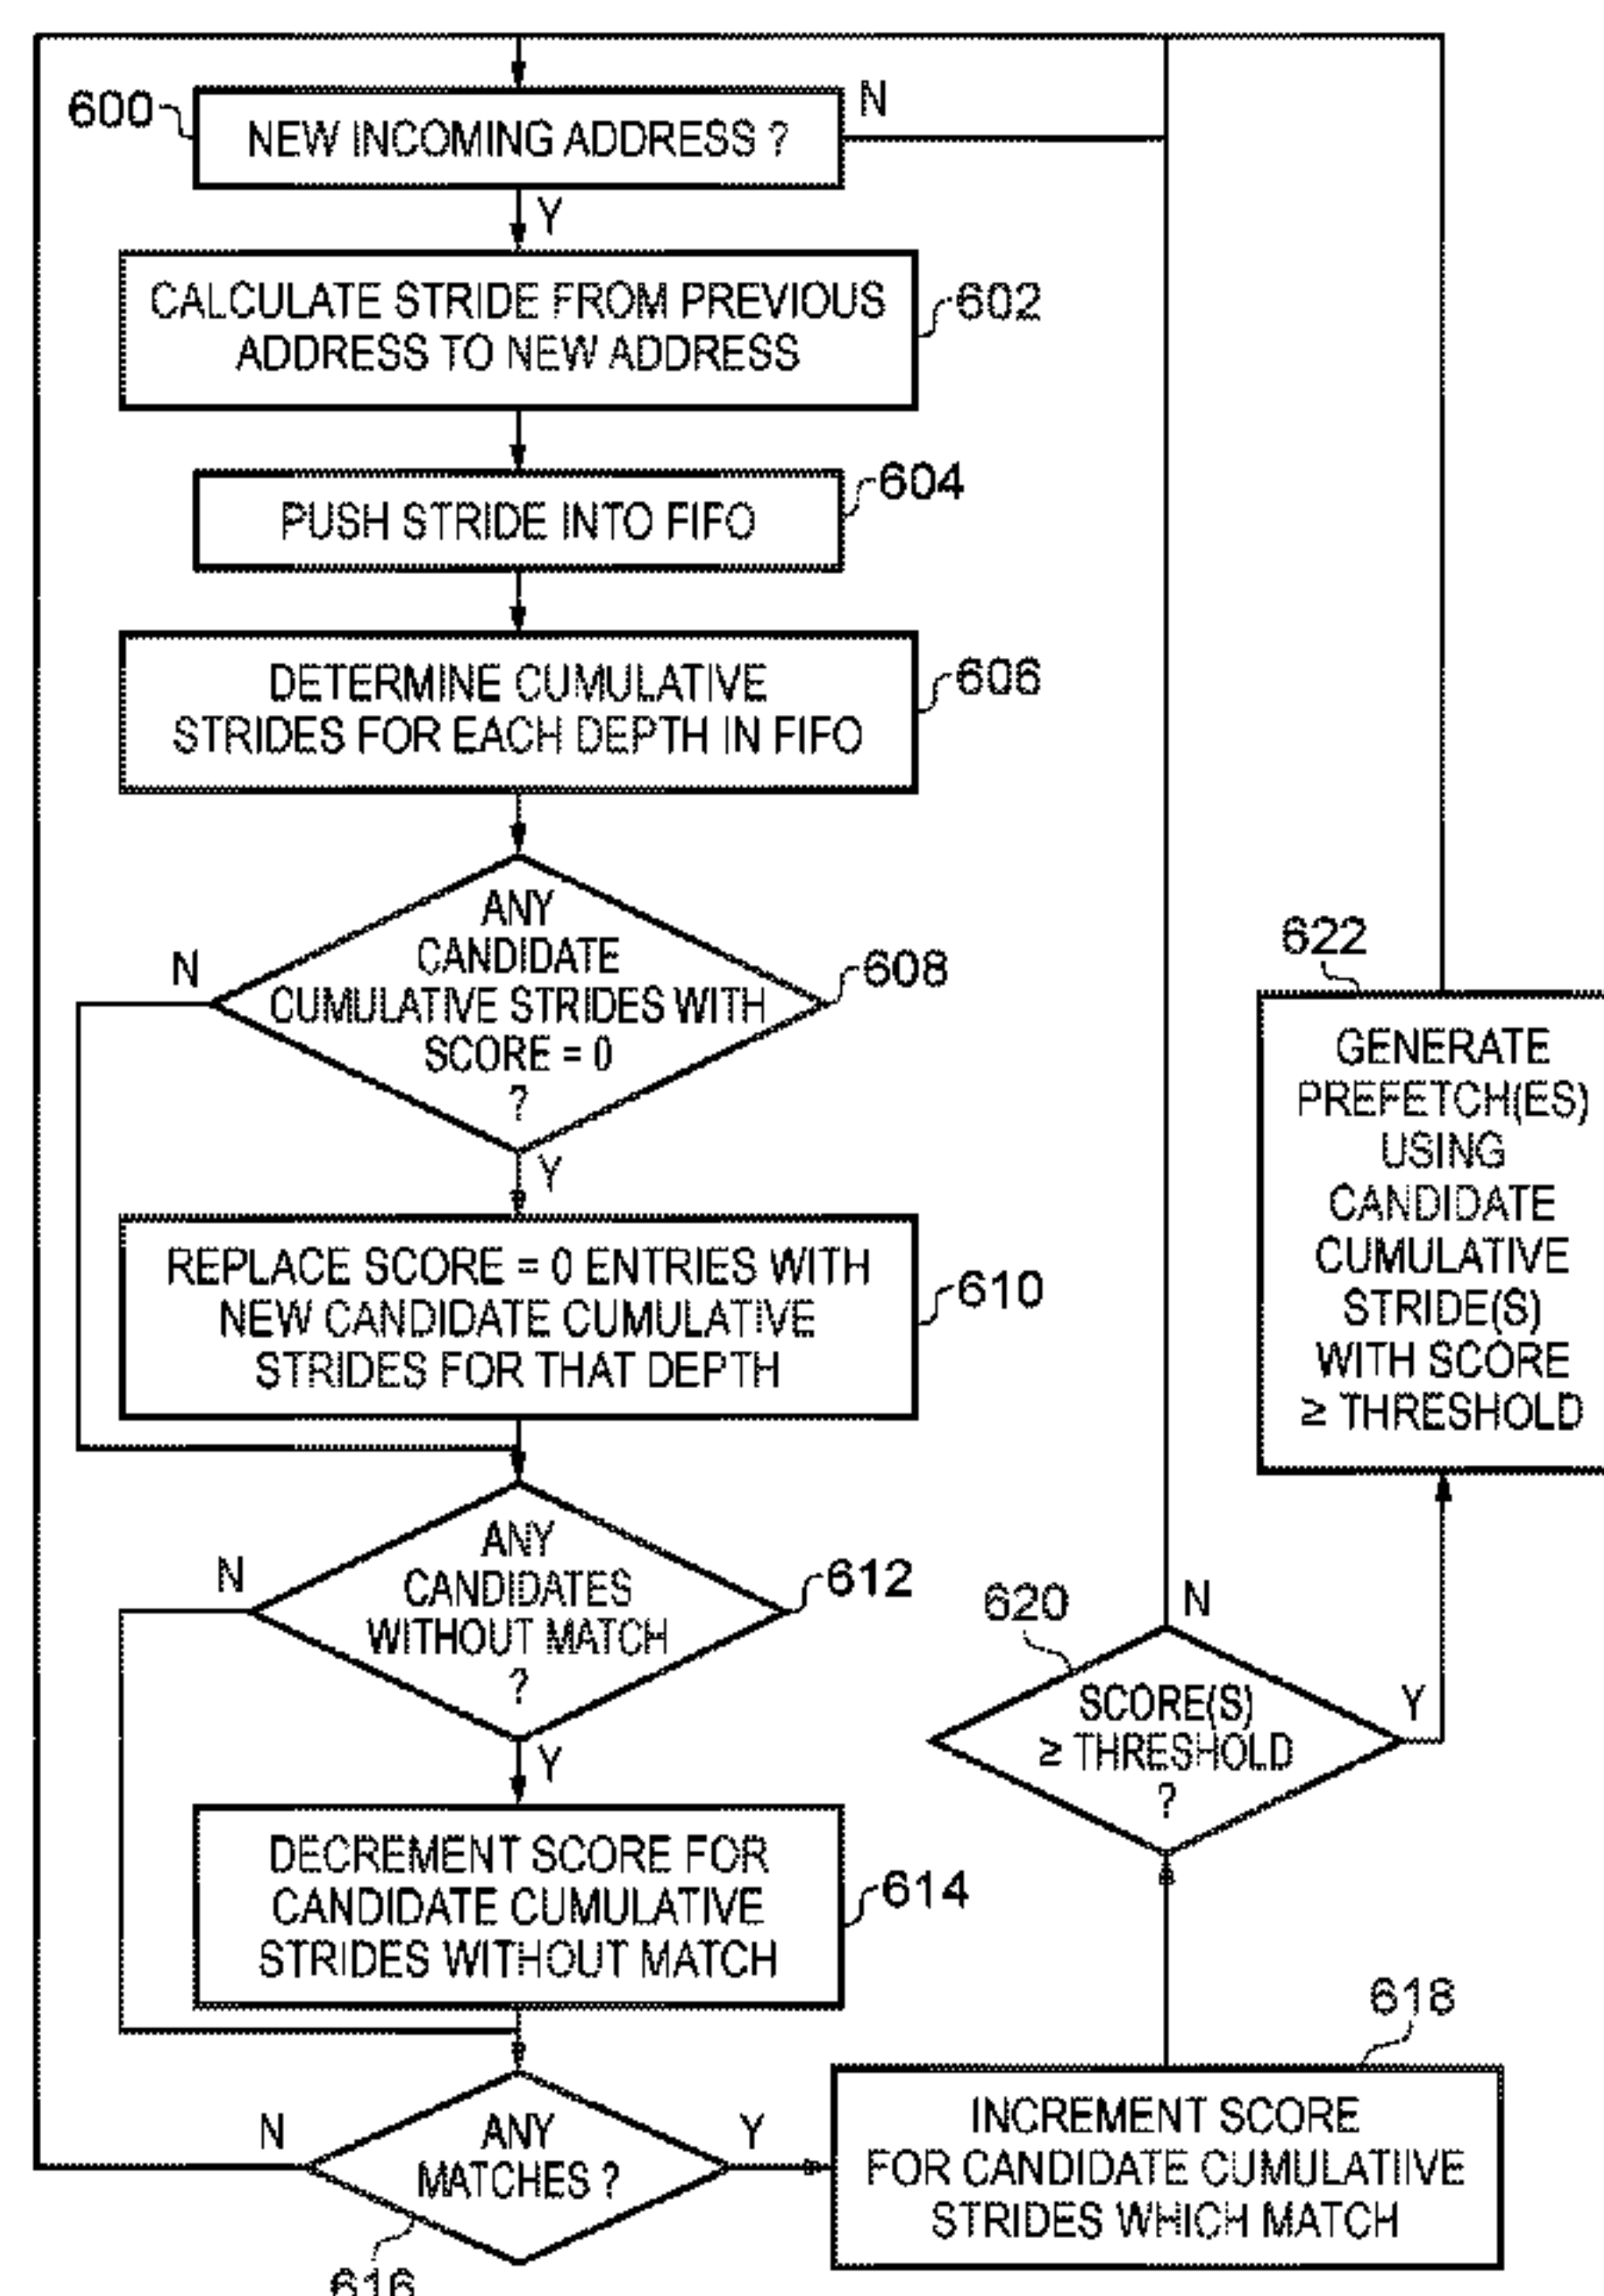 600
NEW INCOMING ADDRESS ?
N
Y
CALCULATE STRIDE FROM PREVIOUS
ADDRESS TO NEW ADDRESS
602
PUSH STRIDE INTO FIFO
604
DETERMINE CUMULATIVE
STRIDES FOR EACH DEPTH IN FIFO
606
ANY
CANDIDATE
CUMULATIVE STRIDES WITH
SCORE = 0
?
608
N
Y
REPLACE SCORE = 0 ENTRIES WITH
NEW CANDIDATE CUMULATIVE
STRIDES FOR THAT DEPTH
610
ANY
CANDIDATES
WITHOUT MATCH
?
612
N
Y
DECREMENT SCORE FOR
CANDIDATE CUMULATIVE
STRIDES WITHOUT MATCH
614
ANY
MATCHES ?
616
N
Y
INCREMENT SCORE
FOR CANDIDATE CUMULATIIVE
STRIDES WHICH MATCH
618
SCORE(S)
≥ THRESHOLD
?
620
N
Y
622
GENERATE
PREFETCH(ES)
USING
CANDIDATE
CUMULATIVE
STRIDE(S)
WITH SCORE
≥ THRESHOLD